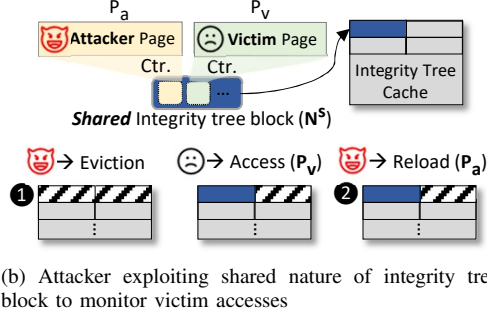 Pa
Pv
Attacker Page
Victim Page
Ctr.
Ctr.
...
Shared Integrity tree block (Nˢ)
Integrity Tree
Cache
→ Eviction
→ Access (Pv)
→ Reload (Pa)
1
2
(b) Attacker exploiting shared nature of integrity tre
block to monitor victim accesses